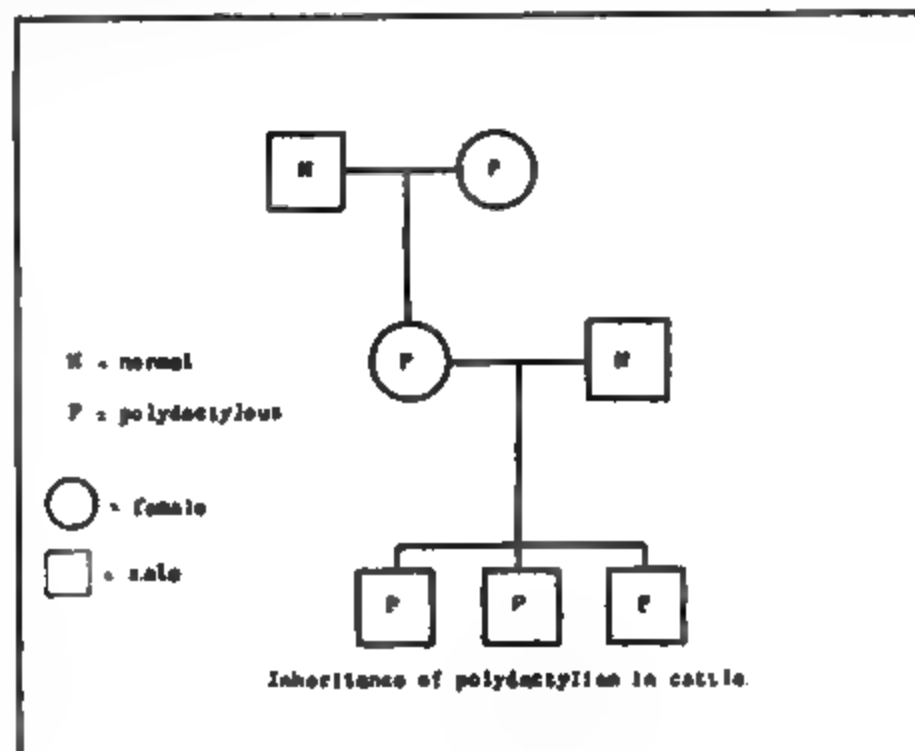 N
P
P
N
N = normal
P = polydactylous
= female
= male
P
P
P
Inheritance of polydactylism in cattle.